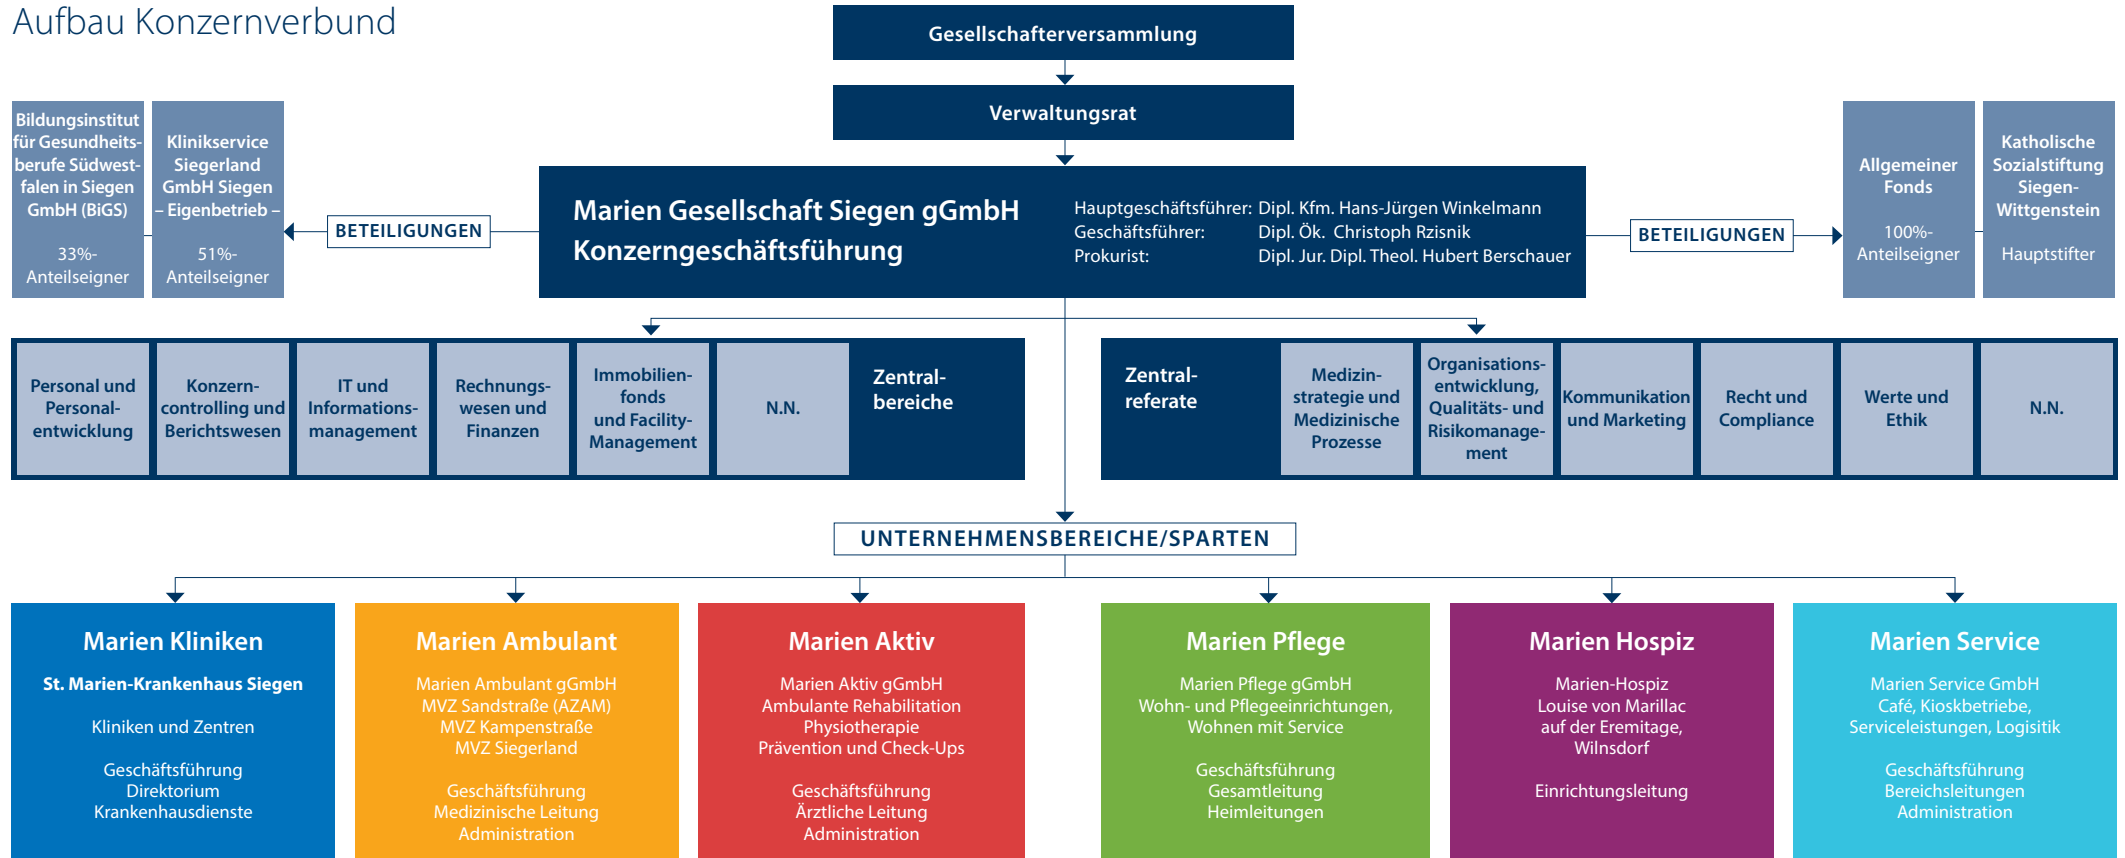 Aufbau Konzernverbund
Gesellschafterversammlung
Verwaltungsrat
Bildungsinstitut
für Gesundheits-
berufe Südwest-
falen in Siegen
GmbH (BiGS)
33%-
Anteilseigner
Klinikservice
Siegerland
GmbH Siegen
– Eigenbetrieb –
51%-
Anteilseigner
BETEILIGUNGEN
Marien Gesellschaft Siegen gGmbH
Konzerngeschäftsführung
Hauptgeschäftsführer: Dipl. Kfm. Hans-Jürgen Winkelmann
Geschäftsführer: Dipl. Ök. Christoph Rzisnik
Prokurist: Dipl. Jur. Dipl. Theol. Hubert Berschauer
BETEILIGUNGEN
Allgemeiner
Fonds
100%-
Anteilseigner
Katholische
Sozialstiftung
Siegen-
Wittgenstein
Hauptstifter
Personal und
Personal-
entwicklung
Konzern-
controlling und
Berichtswesen
IT und
Informations-
management
Rechnungs-
wesen und
Finanzen
Immobilien-
fonds
und Facility-
Management
N.N.
Zentral-
bereiche
Zentral-
referate
Medizin-
strategie und
Medizinische
Prozesse
Organisations-
entwicklung,
Qualitäts- und
Risikomanage-
ment
Kommunikation
und Marketing
Recht und
Compliance
Werte und
Ethik
N.N.
UNTERNEHMENSBEREICHE/SPARTEN
Marien Kliniken
St. Marien-Krankenhaus Siegen
Kliniken und Zentren
Geschäftsführung
Direktorium
Krankenhausdienste
Marien Ambulant
Marien Ambulant gGmbH
MVZ Sandstraße (AZAM)
MVZ Kampenstraße
MVZ Siegerland
Geschäftsführung
Medizinische Leitung
Administration
Marien Aktiv
Marien Aktiv gGmbH
Ambulante Rehabilitation
Physiotherapie
Prävention und Check-Ups
Geschäftsführung
Ärztliche Leitung
Administration
Marien Pflege
Marien Pflege gGmbH
Wohn- und Pflegeeinrichtungen,
Wohnen mit Service
Geschäftsführung
Gesamtleitung
Heimleitungen
Marien Hospiz
Marien-Hospiz
Louise von Marillac
auf der Eremitage,
Wilnsdorf
Einrichtungsleitung
Marien Service
Marien Service GmbH
Café, Kioskbetriebe,
Serviceleistungen, Logisitik
Geschäftsführung
Bereichsleitungen
Administration